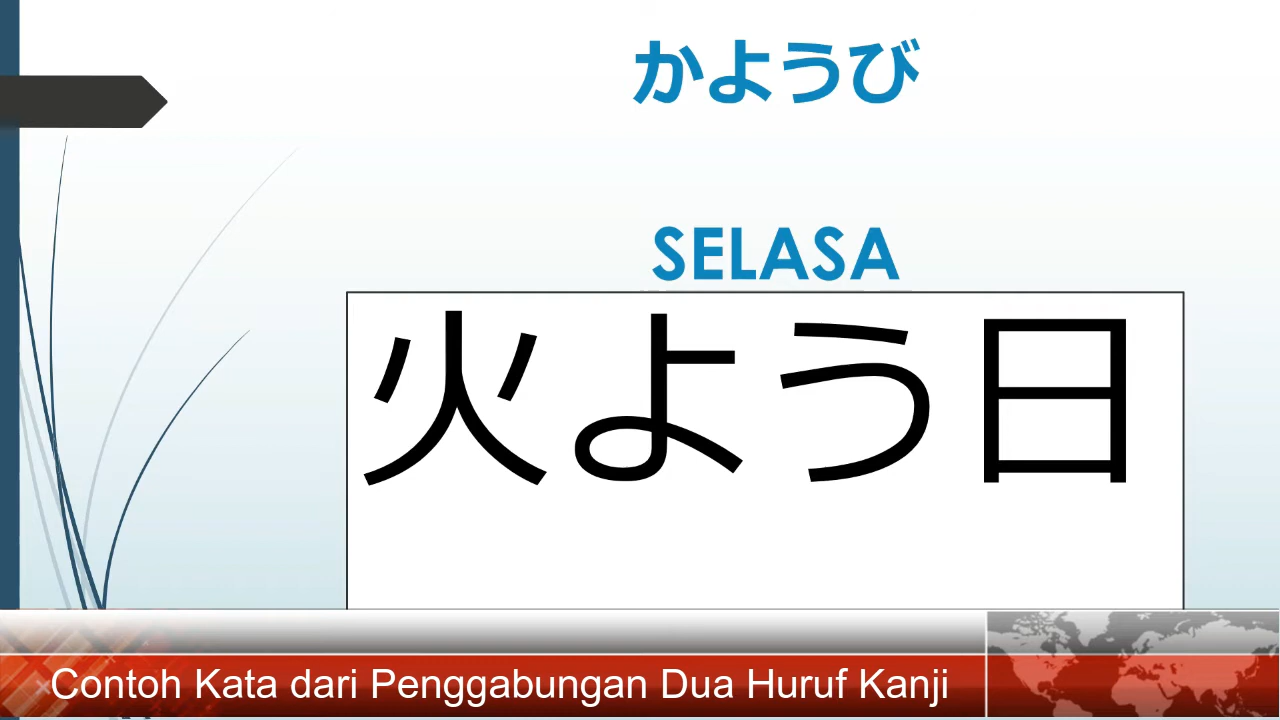 かようび
SELASA
火よう日
Contoh Kata dari Penggabungan Dua Huruf Kanji